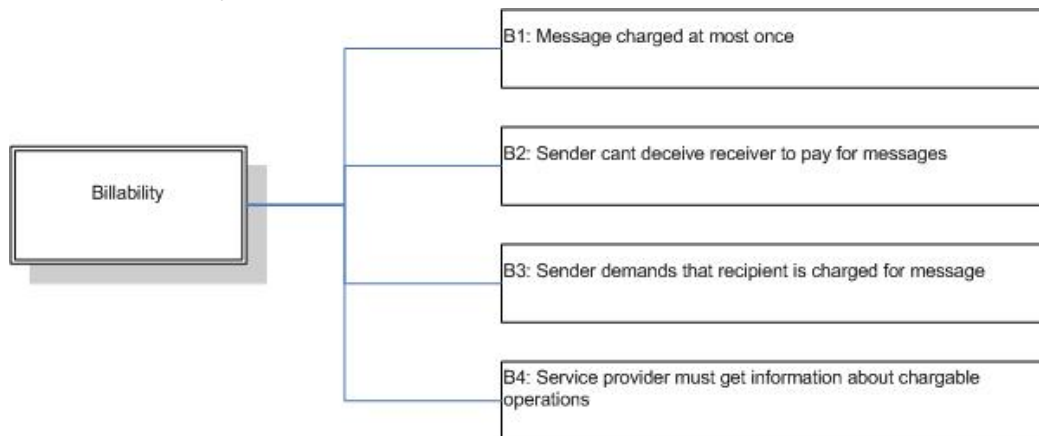 Billability
B1: Message charged at most once
B2: Sender cant deceive receiver to pay for messages
B3: Sender demands that recipient is charged for message
B4: Service provider must get information about chargable
operations